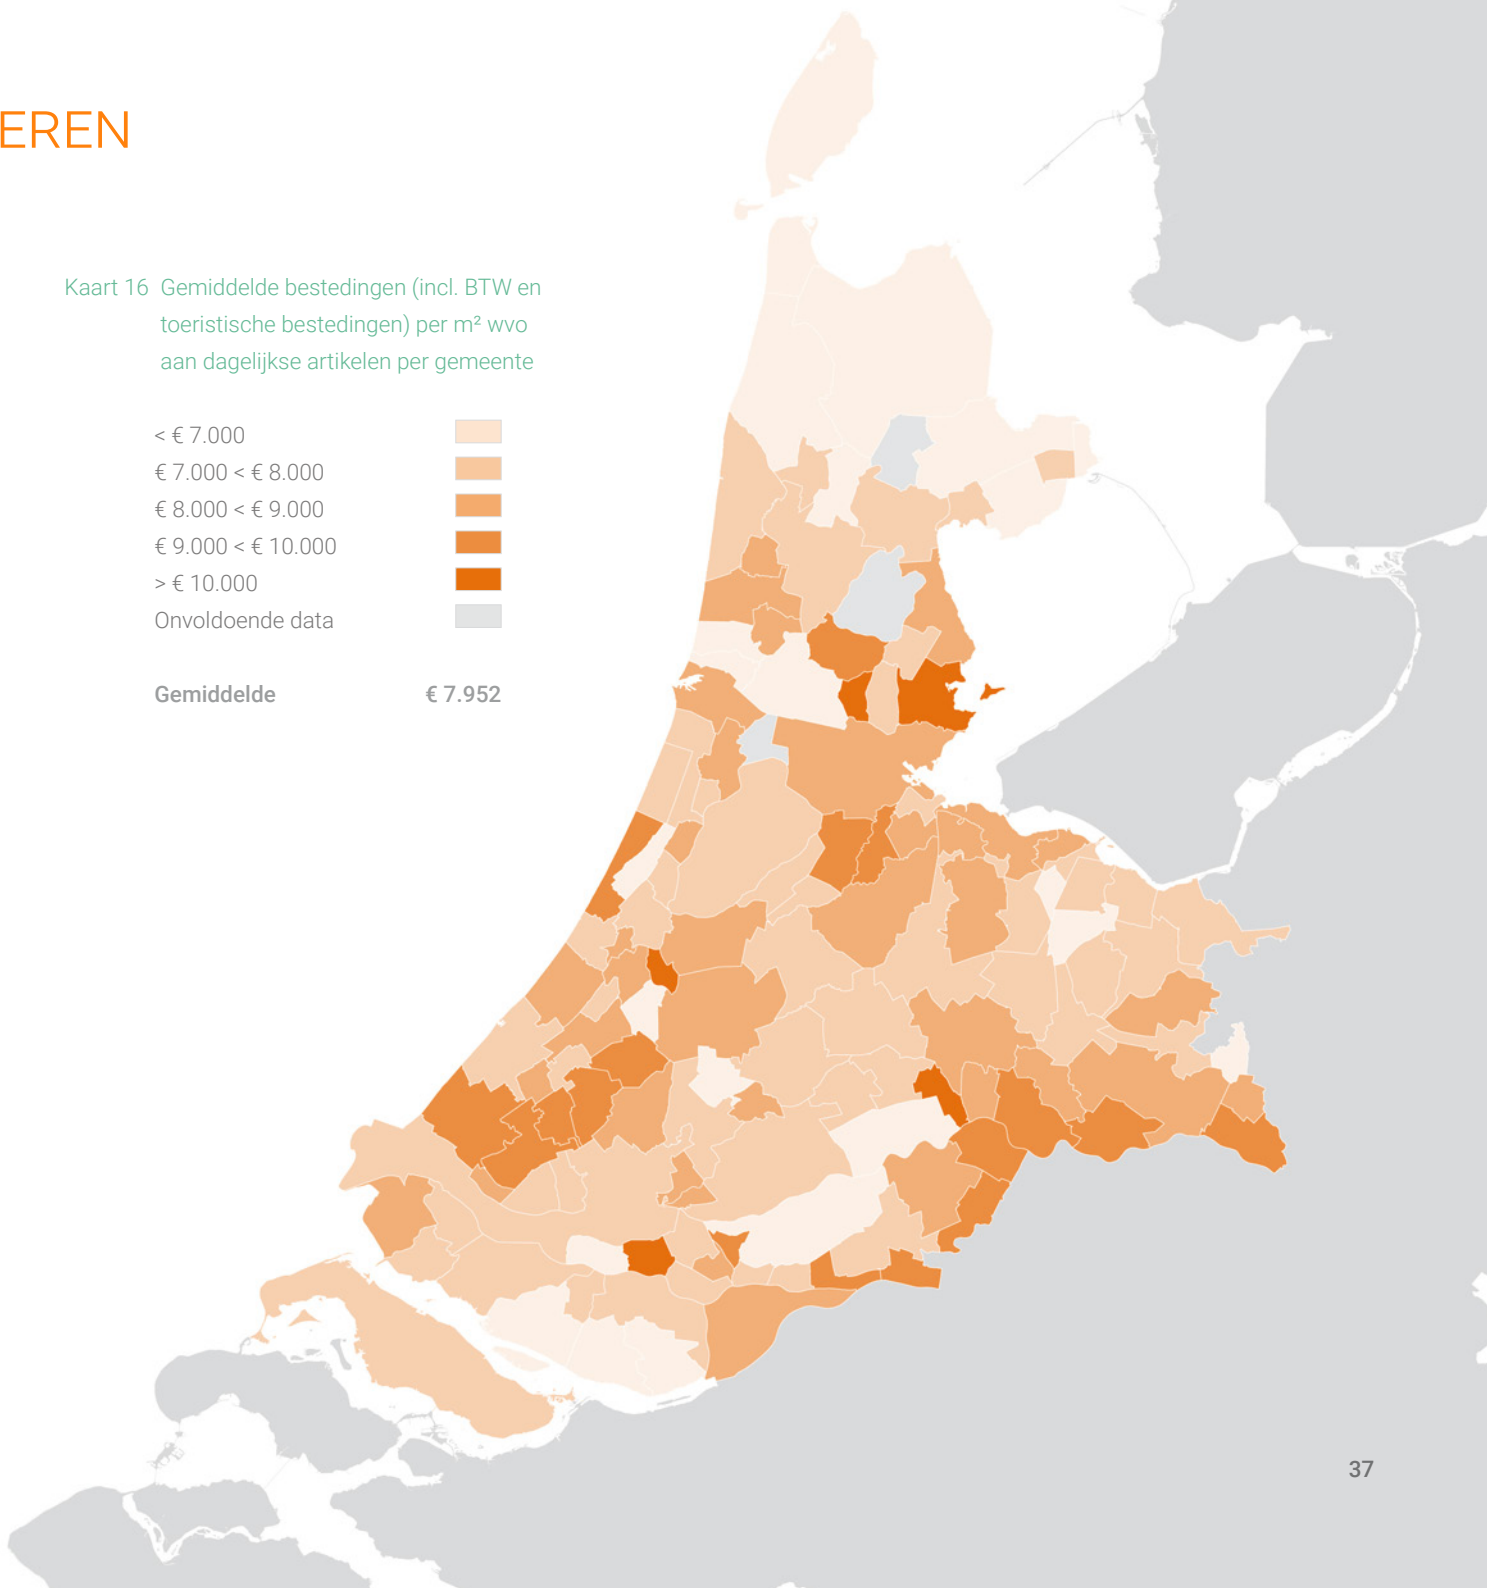 EREN
Kaart 16 Gemiddelde bestedingen (incl. BTW en
toeristische bestedingen) per m² wvo
aan dagelijkse artikelen per gemeente
< € 7.000
€ 7.000 < € 8.000
€ 8.000 < € 9.000
€ 9.000 < € 10.000
> € 10.000
Onvoldoende data
Gemiddelde € 7.952
37